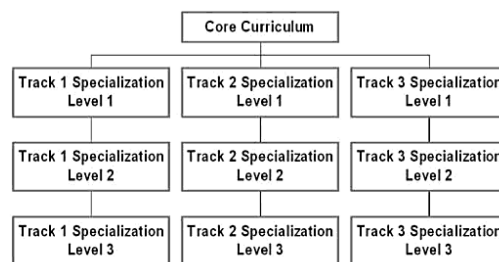 Core Curriculum
Track 1 Specialization
Level 1
Track 2 Specialization
Level 1
Track 3 Specialization
Level 1
Track 1 Specialization
Level 2
Track 2 Specialization
Level 2
Track 3 Specialization
Level 2
Track 1 Specialization
Level 3
Track 2 Specialization
Level 3
Track 3 Specialization
Level 3